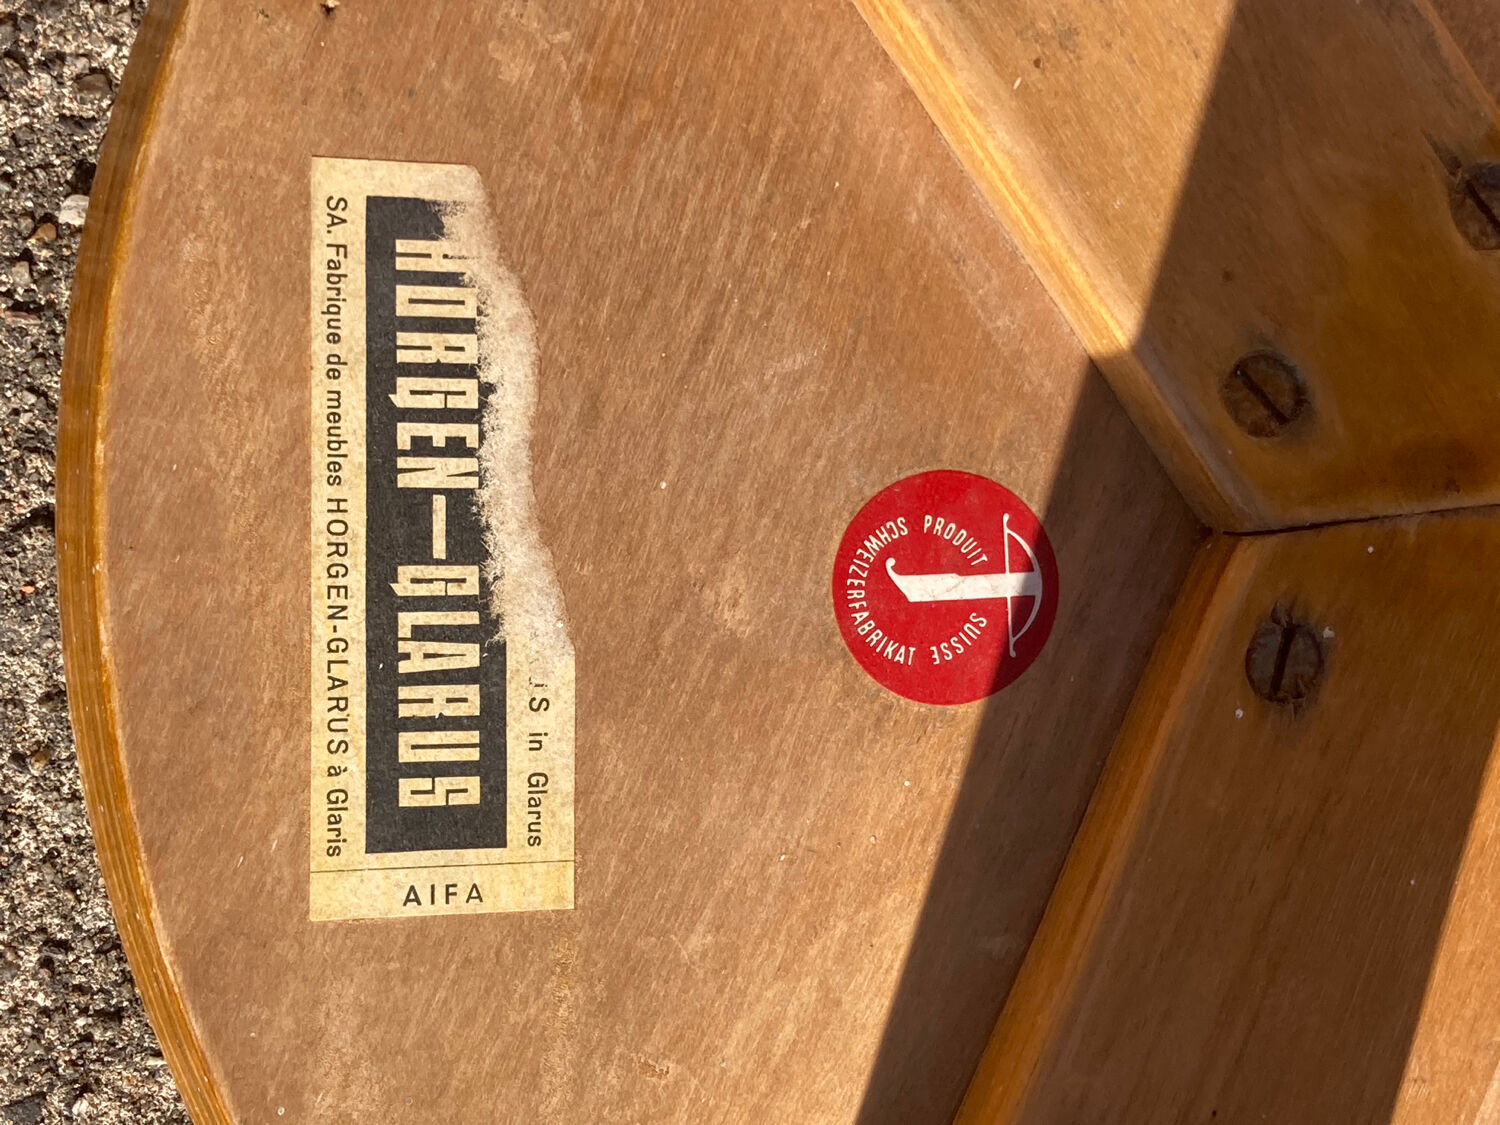 S in Glarus
HORGEN-GLARUS
SA. Fabrique de meubles HORGEN-GLARUS à Glaris
AIFA
PRODUIT SUISSE
SCHWEIZERFABRIKAT